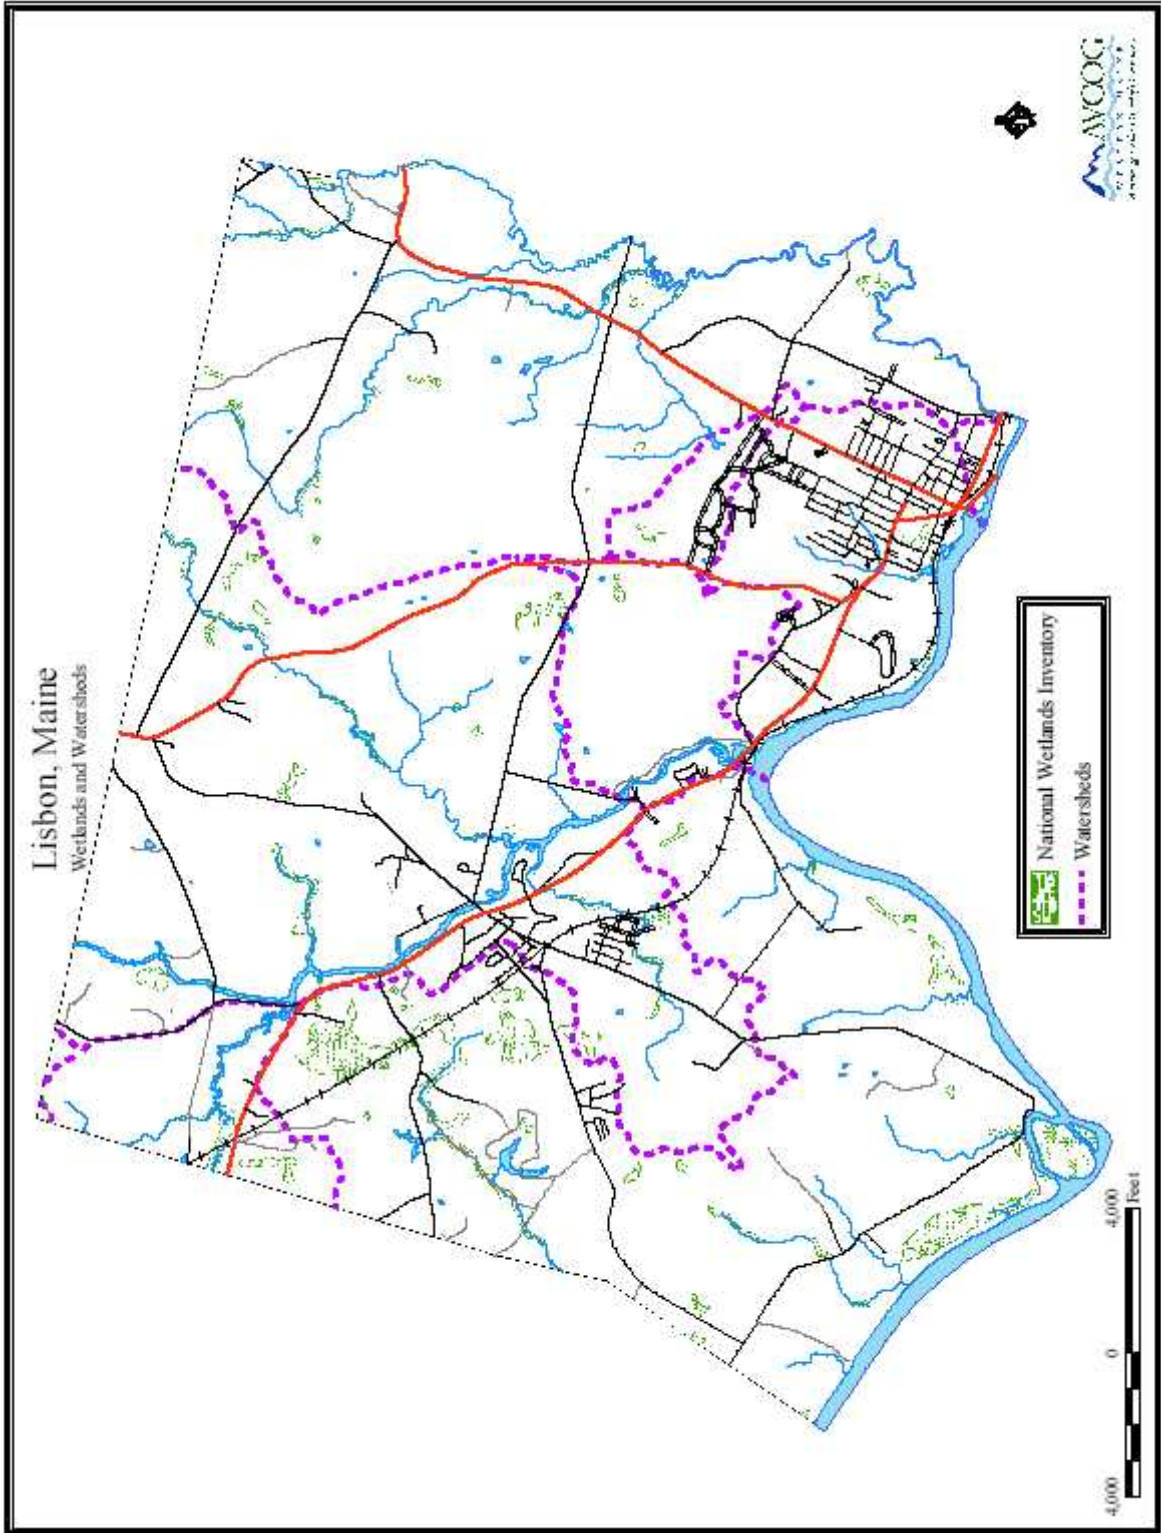 Lisbon, Maine
Wetlands and Watersheds
AVCOG
National Wetlands Inventory
Watersheds
4,000 0 4,000
Feet